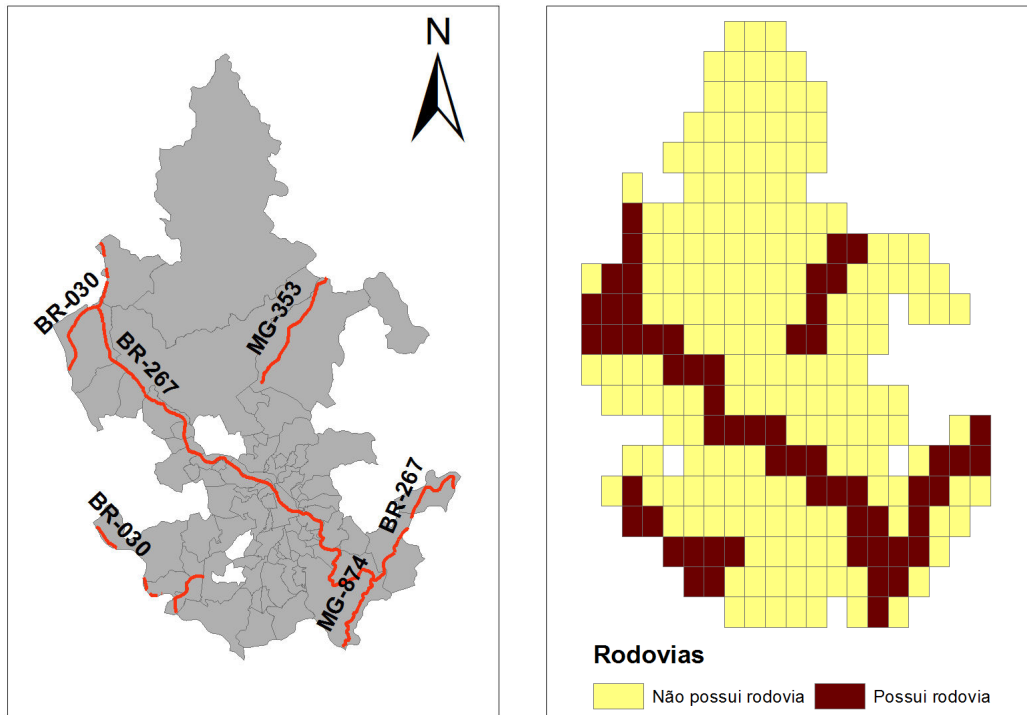 N
BR-030
BR-267
MG-353
BR-030
BR-267
MG-874
Rodovias
Não possui rodovia
Possui rodovia